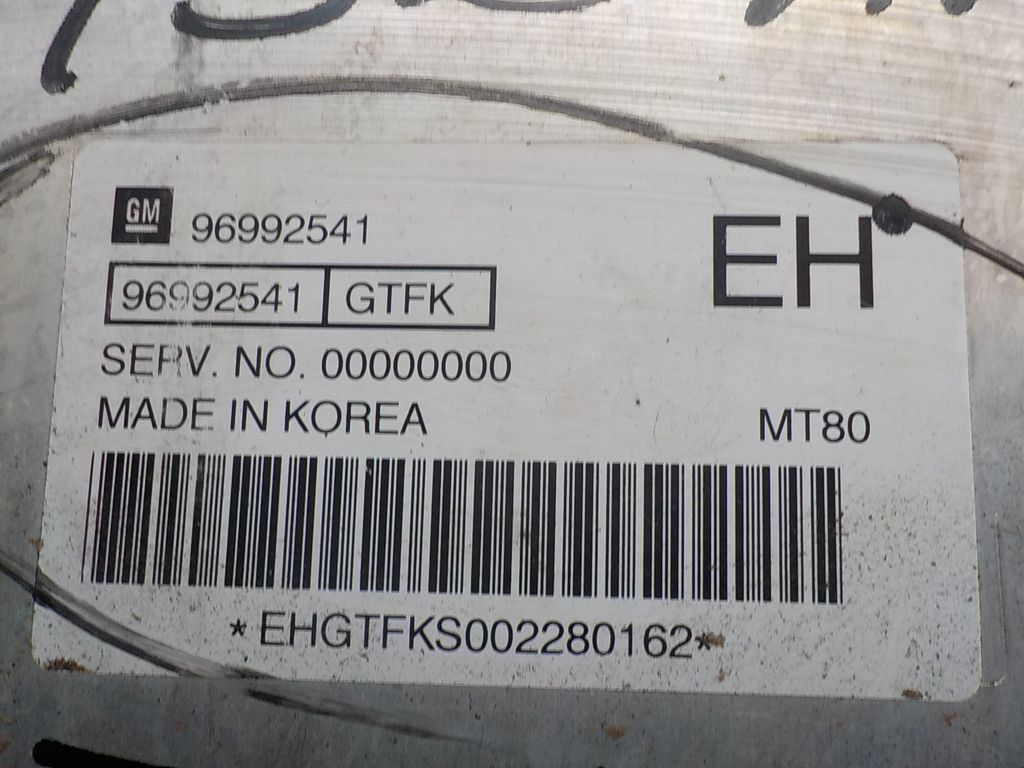 GM 96992541
EH
96992541 GTFK
SERV. NO. 00000000
MADE IN KOREA
MT80
*EHGTFKS002280162*